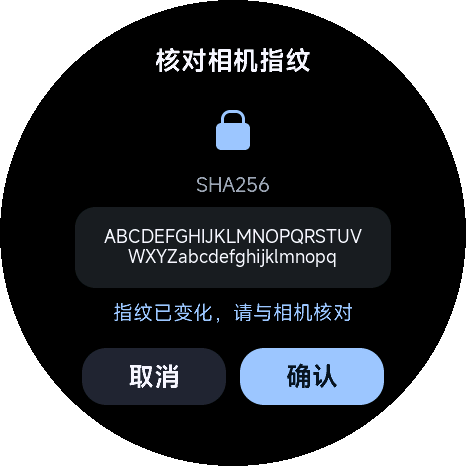 核对相机指纹
SHA256
ABCDEFGHIJKLMNOPQRSTUV
WXYZabcdefghijklmnopq
指纹已变化，请与相机核对
取消 确认